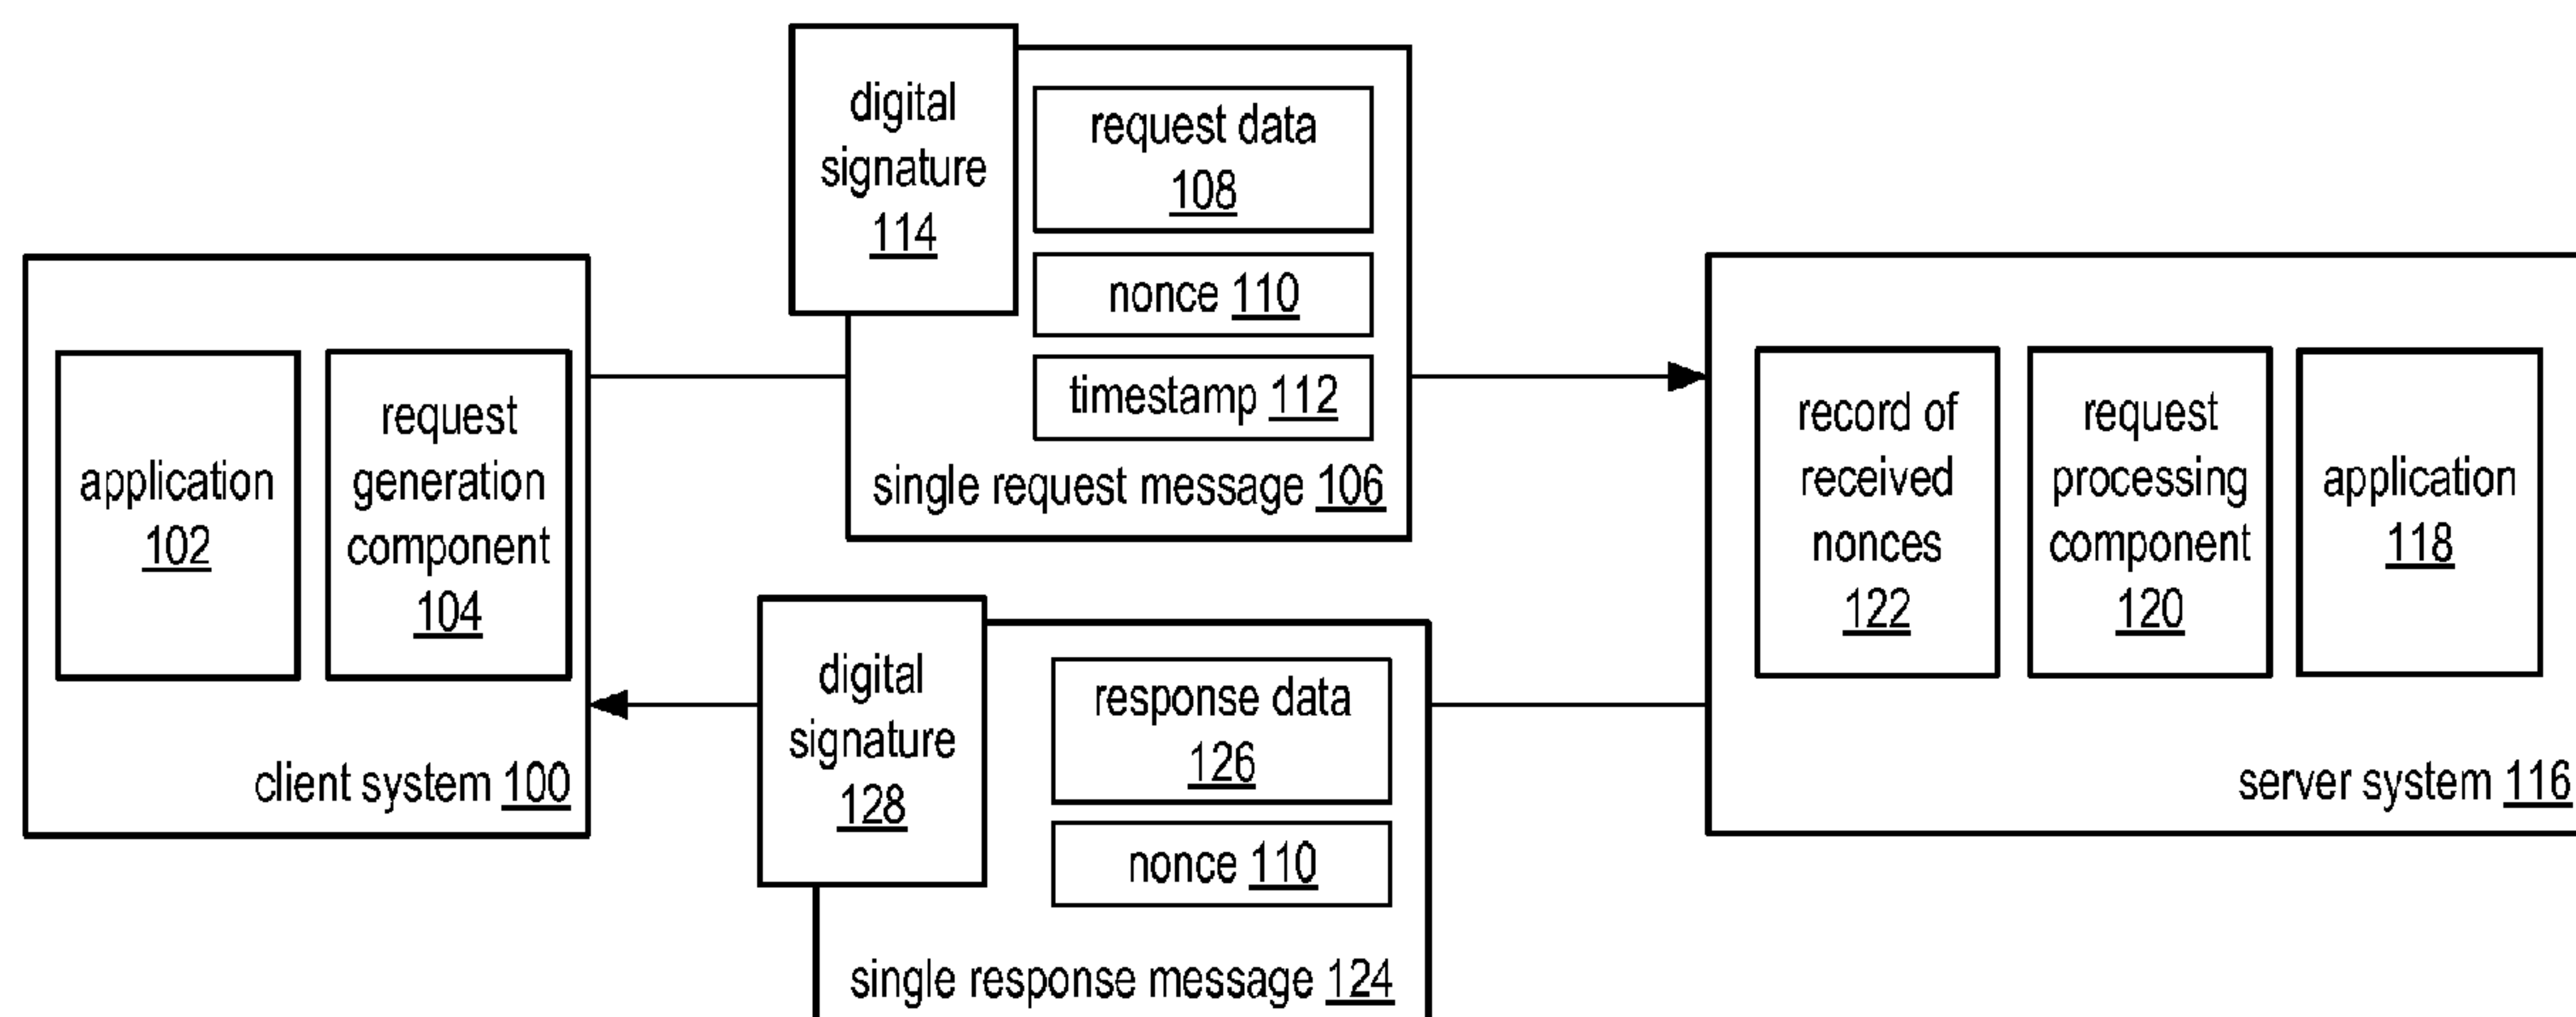 digital
signature
114
request data
108
nonce 110
timestamp 112
single request message 106
application
102
request
generation
component
104
client system 100
record of
received
nonces
122
request
processing
component
120
application
118
server system 116
digital
signature
128
response data
126
nonce 110
single response message 124